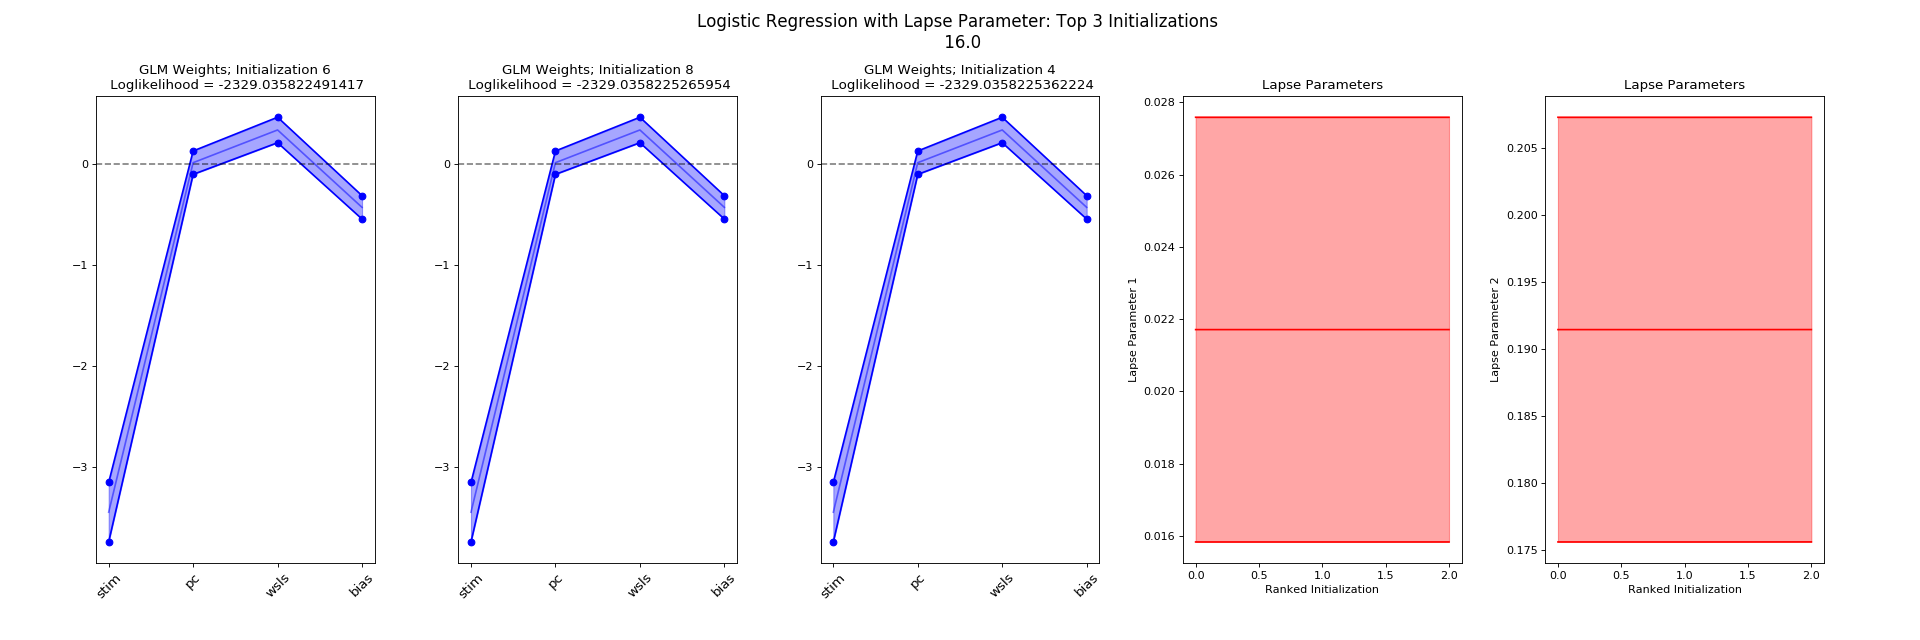 Logistic Regression with Lapse Parameter: Top 3 Initializations
16.0
GLM Weights; Initialization 6
Loglikelihood = -2329.035822491417
0
−1
−2
−3
stim
pc
wsls
bias
GLM Weights; Initialization 8
Loglikelihood = -2329.0358225265954
0
−1
−2
−3
stim
pc
wsls
bias
GLM Weights; Initialization 4
Loglikelihood = -2329.0358225362224
0
−1
−2
−3
stim
pc
wsls
bias
Lapse Parameters
Lapse Parameter 1
0.028
0.026
0.024
0.022
0.020
0.018
0.016
0.0 0.5 1.0 1.5 2.0
Ranked Initialization
Lapse Parameters
Lapse Parameter 2
0.205
0.200
0.195
0.190
0.185
0.180
0.175
0.0 0.5 1.0 1.5 2.0
Ranked Initialization